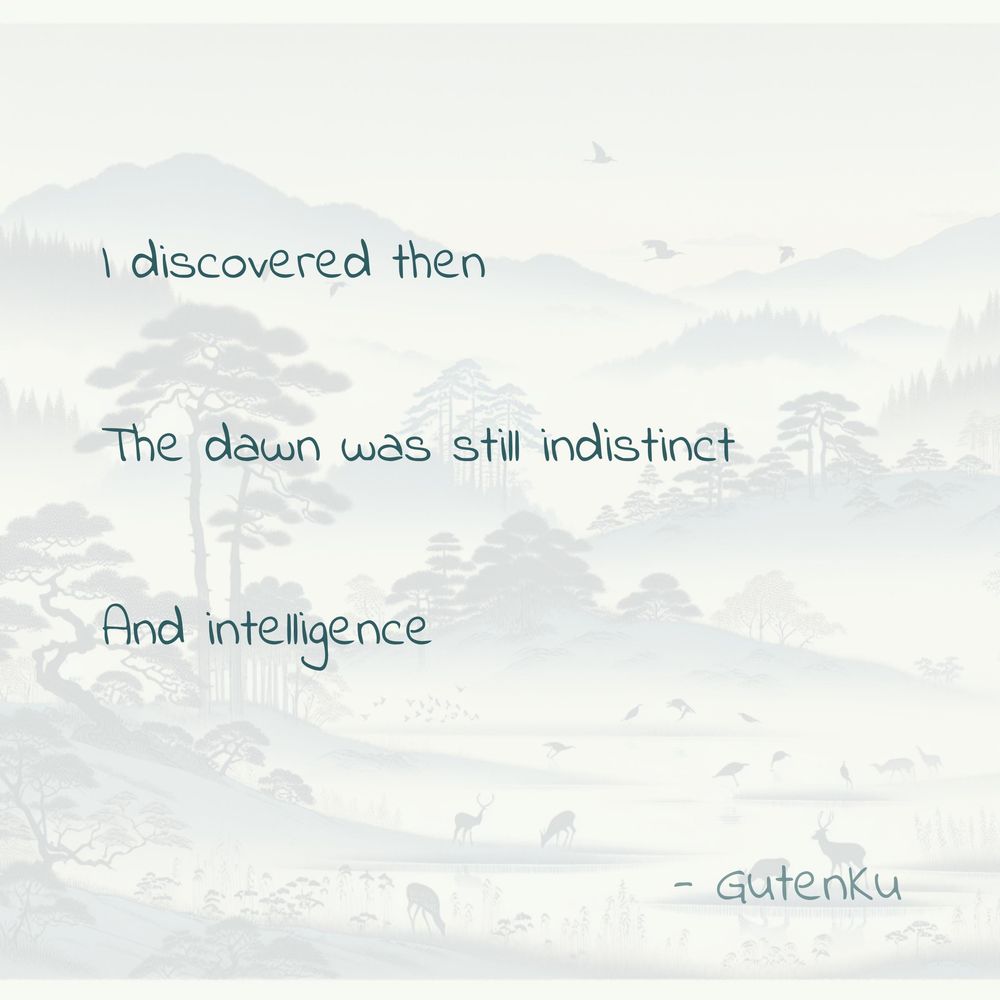 I discovered then
The dawn was still indistinct
And intelligence
- GutenKu